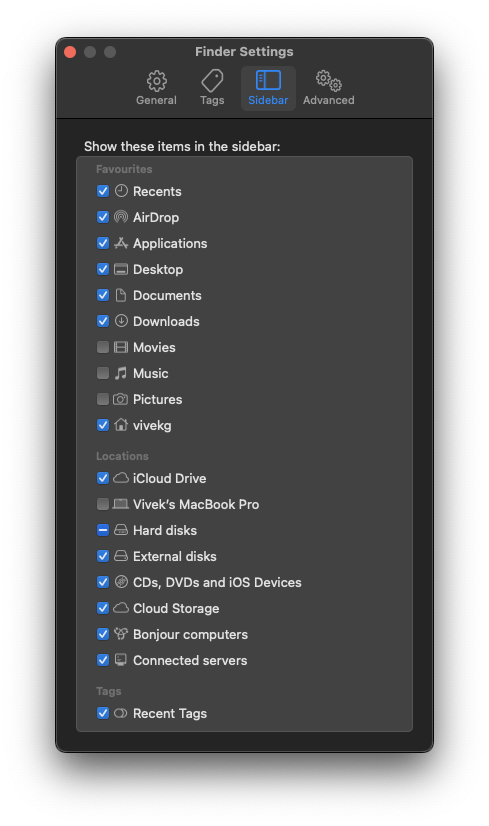 Finder Settings
General
Tags
Sidebar
Advanced
Show these items in the sidebar:
Favourites
Recents
AirDrop
Applications
Desktop
Documents
Downloads
Movies
Music
Pictures
vivekg
Locations
iCloud Drive
Vivek’s MacBook Pro
Hard disks
External disks
CDs, DVDs and iOS Devices
Cloud Storage
Bonjour computers
Connected servers
Tags
Recent Tags